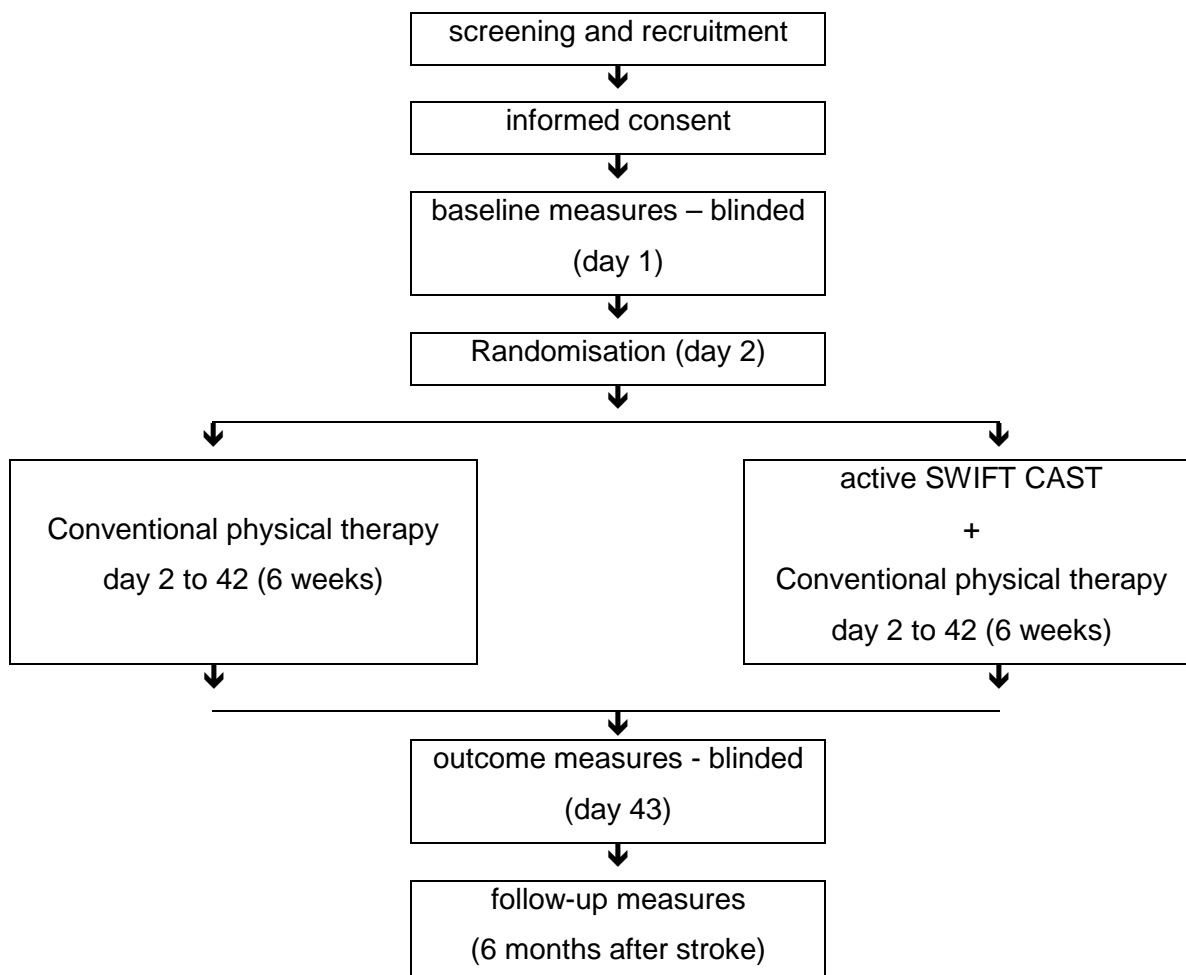 screening and recruitment
informed consent
baseline measures – blinded
(day 1)
Randomisation (day 2)
Conventional physical therapy
day 2 to 42 (6 weeks)
active SWIFT CAST
+
Conventional physical therapy
day 2 to 42 (6 weeks)
outcome measures - blinded
(day 43)
follow-up measures
(6 months after stroke)